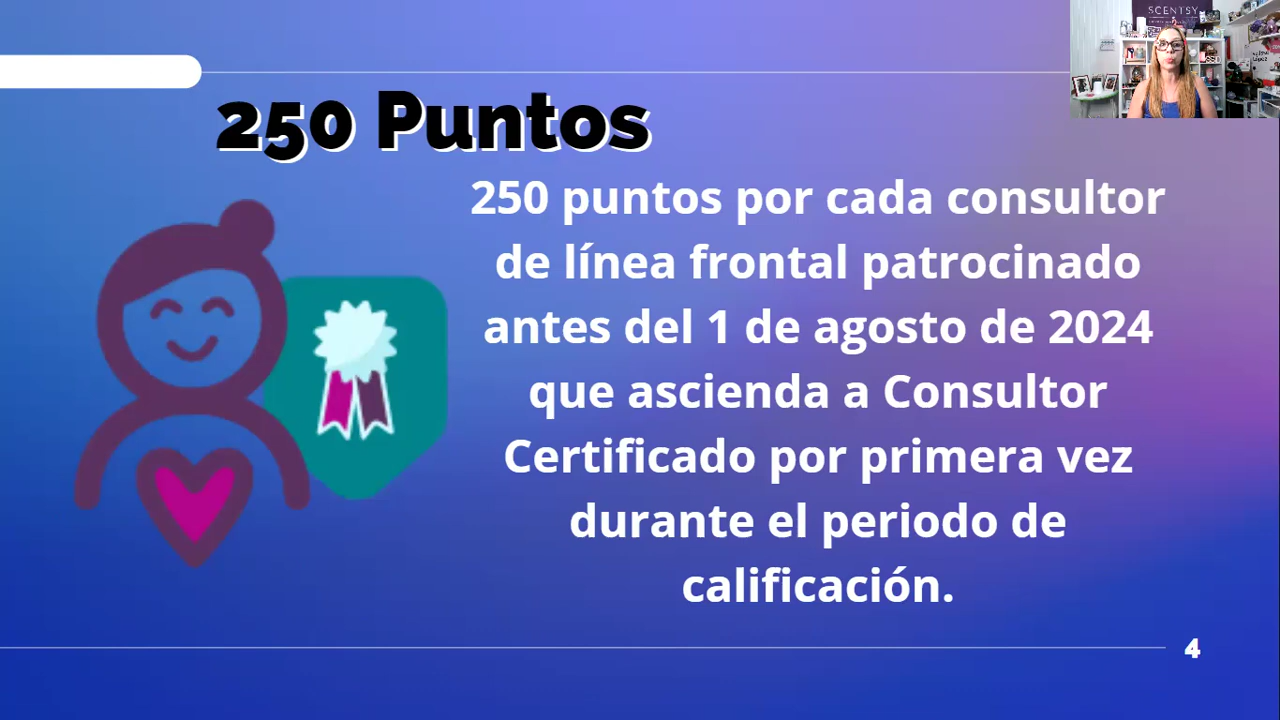 SCENTSY
250 Puntos
250 puntos por cada consultor
de línea frontal patrocinado
antes del 1 de agosto de 2024
que ascienda a Consultor
Certificado por primera vez
durante el periodo de
calificación.
4